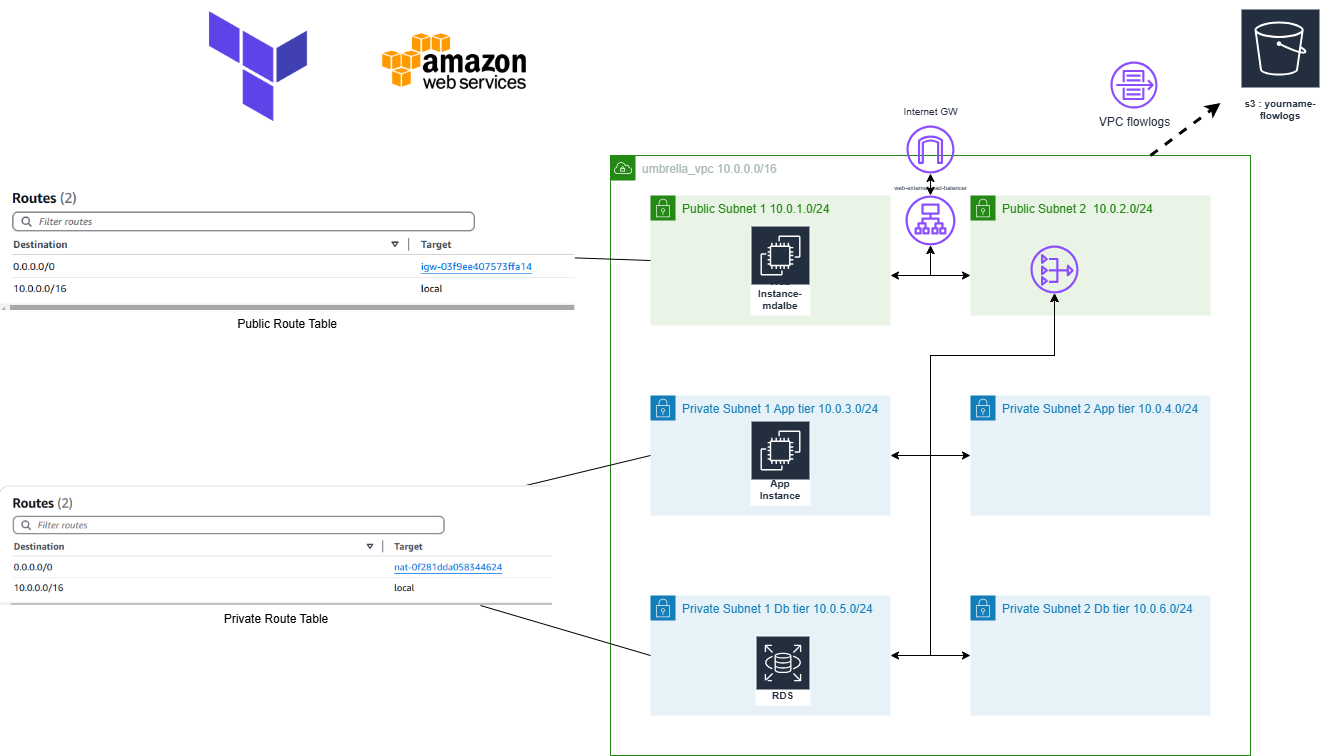 amazon
web services
s3 : yourname-
flowlogs
VPC flowlogs
Internet GW
umbrella_vpc 10.0.0.0/16
Routes (2)
Filter routes
Destination Target
0.0.0.0/0 igw-03f9ee407573ffa14
10.0.0.0/16 local
Public Route Table
web-external-load-balancer
Public Subnet 1 10.0.1.0/24
Public Subnet 2 10.0.2.0/24
Instance-
mdalbe
Private Subnet 1 App tier 10.0.3.0/24
Private Subnet 2 App tier 10.0.4.0/24
App
Instance
Routes (2)
Filter routes
Destination Target
0.0.0.0/0 nat-0f281dda058344624
10.0.0.0/16 local
Private Route Table
Private Subnet 1 Db tier 10.0.5.0/24
Private Subnet 2 Db tier 10.0.6.0/24
RDS